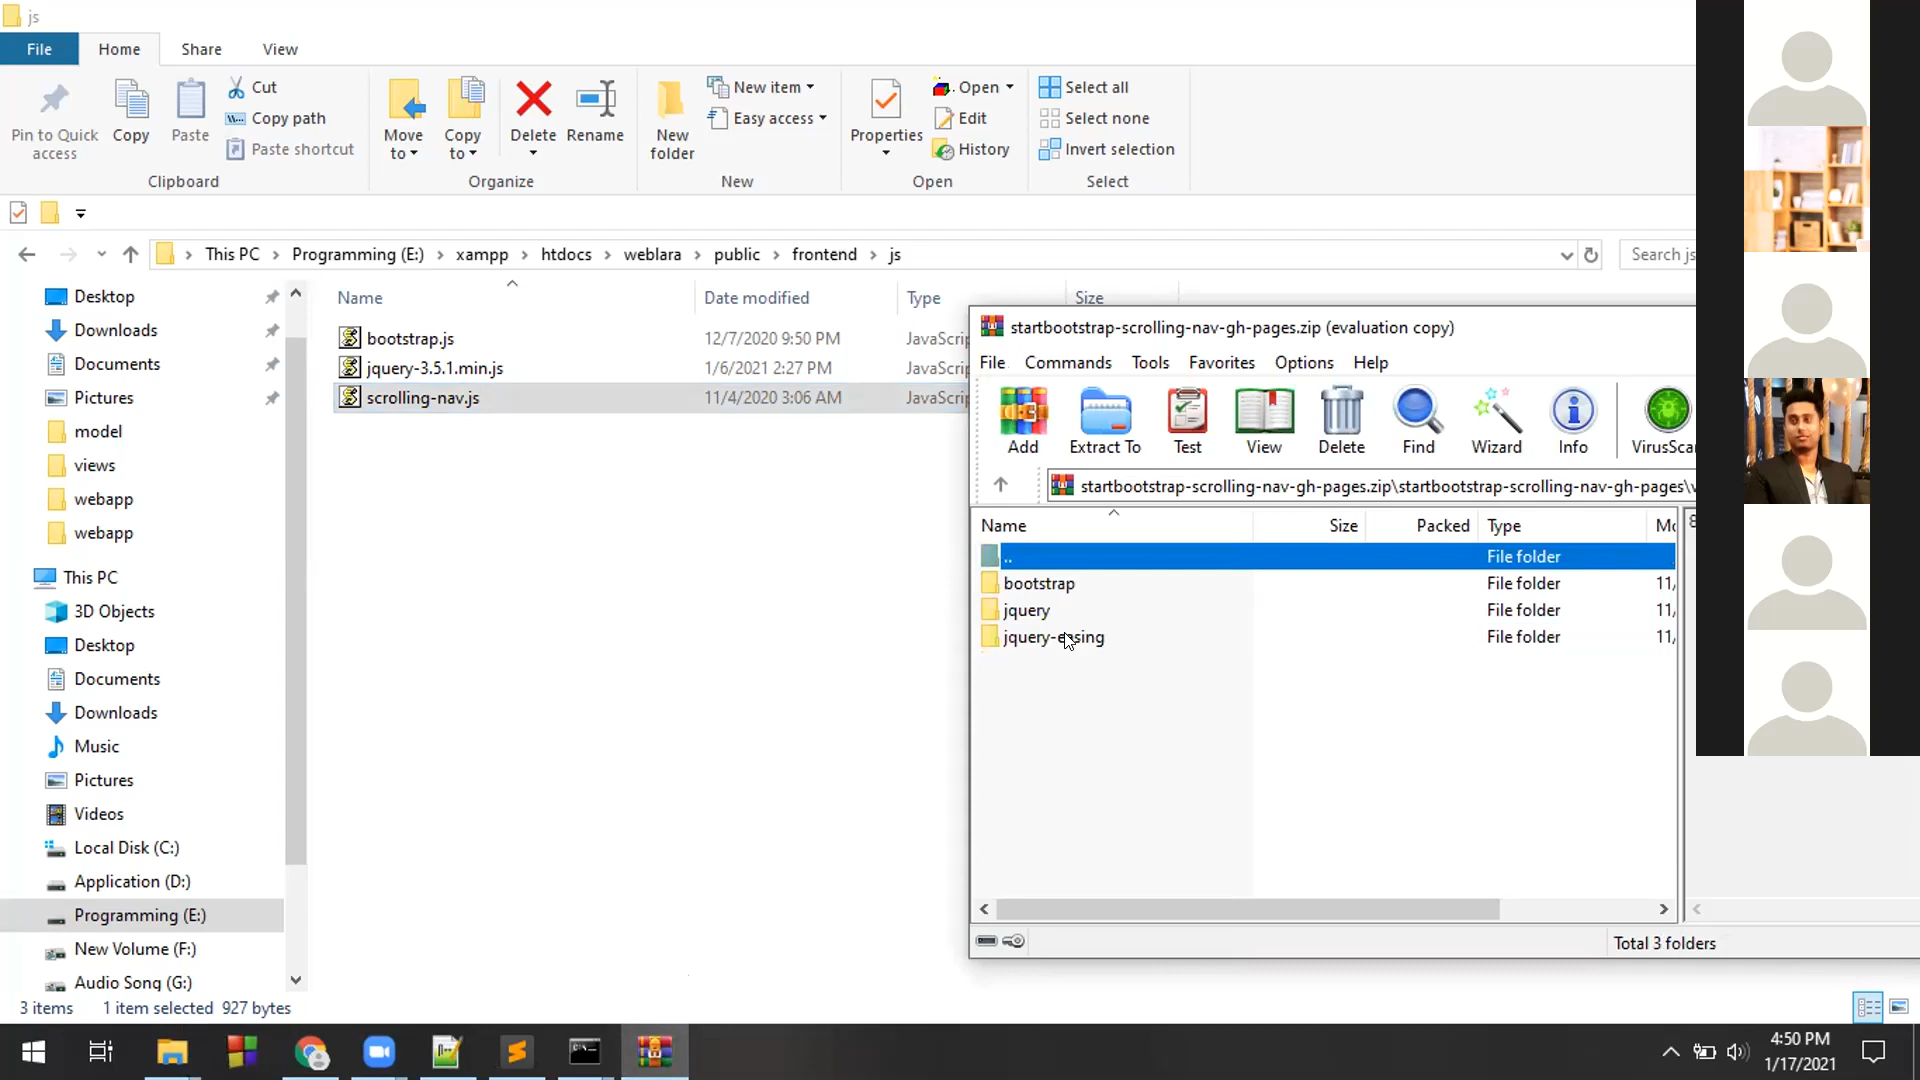 js
File
Home
Share
View
Pin to Quick access
Copy
Paste
Cut
Copy path
Paste shortcut
Clipboard
Move to
Copy to
Delete
Rename
Organize
New folder
New item
Easy access
New
Properties
Open
Edit
History
Open
Select all
Select none
Invert selection
Select
This PC > Programming (E:) > xampp > htdocs > weblara > public > frontend > js
Search js
Desktop
Downloads
Documents
Pictures
model
views
webapp
webapp
This PC
3D Objects
Desktop
Documents
Downloads
Music
Pictures
Videos
Local Disk (C:)
Application (D:)
Programming (E:)
New Volume (F:)
Audio Song (G:)
Name Date modified Type Size
bootstrap.js 12/7/2020 9:50 PM JavaScrip
jquery-3.5.1.min.js 1/6/2021 2:27 PM JavaScrip
scrolling-nav.js 11/4/2020 3:06 AM JavaScrip
startbootstrap-scrolling-nav-gh-pages.zip (evaluation copy)
File Commands Tools Favorites Options Help
Add Extract To Test View Delete Find Wizard Info VirusScan
startbootstrap-scrolling-nav-gh-pages.zip\startbootstrap-scrolling-nav-gh-pages\
Name Size Packed Type
.. File folder
bootstrap File folder 11/
jquery File folder 11/
jquery-easing File folder 11/
Total 3 folders
3 items 1 item selected 927 bytes
4:50 PM
1/17/2021